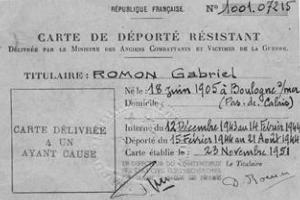 RÉPUBLIQUE FRANÇAISE
N° 1001.07215
CARTE DE DÉPORTÉ RÉSISTANT
DÉLIVRÉE PAR LE MINISTRE DES ANCIENS COMBATTANTS ET VICTIMES DE LA GUERRE.
TITULAIRE : ROMON Gabriel
Né le 18 juin 1905 à Boulogne s/mer
Domicile : (Pas-de-Calais)
Interné du 12 Décembre 1943 au 14 Février 1944
Déporté du 15 Février 1944 au 21 Août 1944
Carte établie le 23 Novembre 1951
Le Titulaire
CARTE DÉLIVRÉE
A UN
AYANT CAUSE